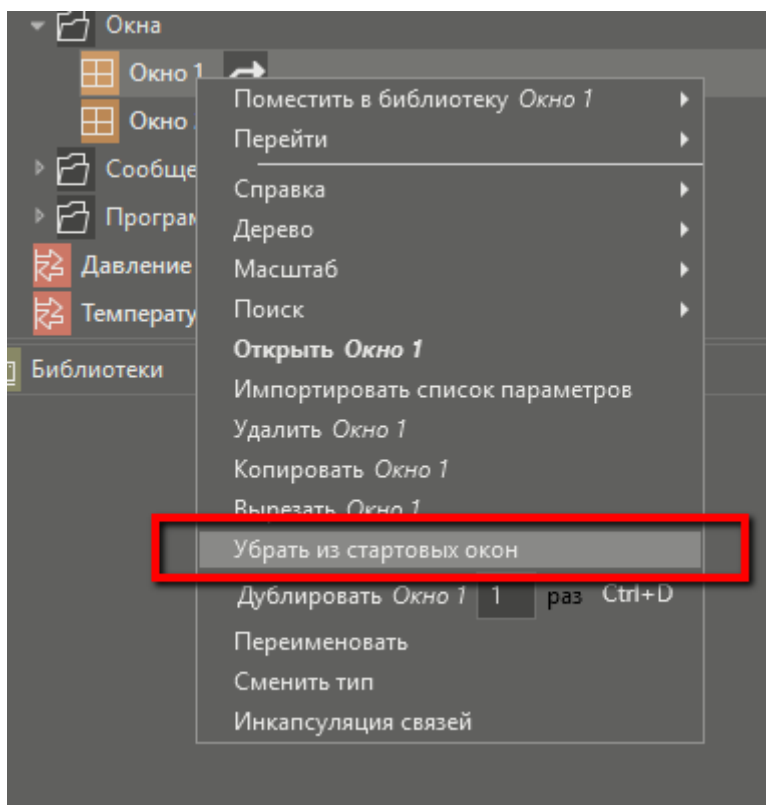 Окна
Окно 1
Поместить в библиотеку Окно 1
Окно
Перейти
Сообще
Справка
Програм
Дерево
Давление
Масштаб
Температу
Поиск
Открыть Окно 1
Библиотеки
Импортировать список параметров
Удалить Окно 1
Копировать Окно 1
Вырезать Окно 1
Убрать из стартовых окон
Дублировать Окно 1 1 раз Ctrl+D
Переименовать
Сменить тип
Инкапсуляция связей